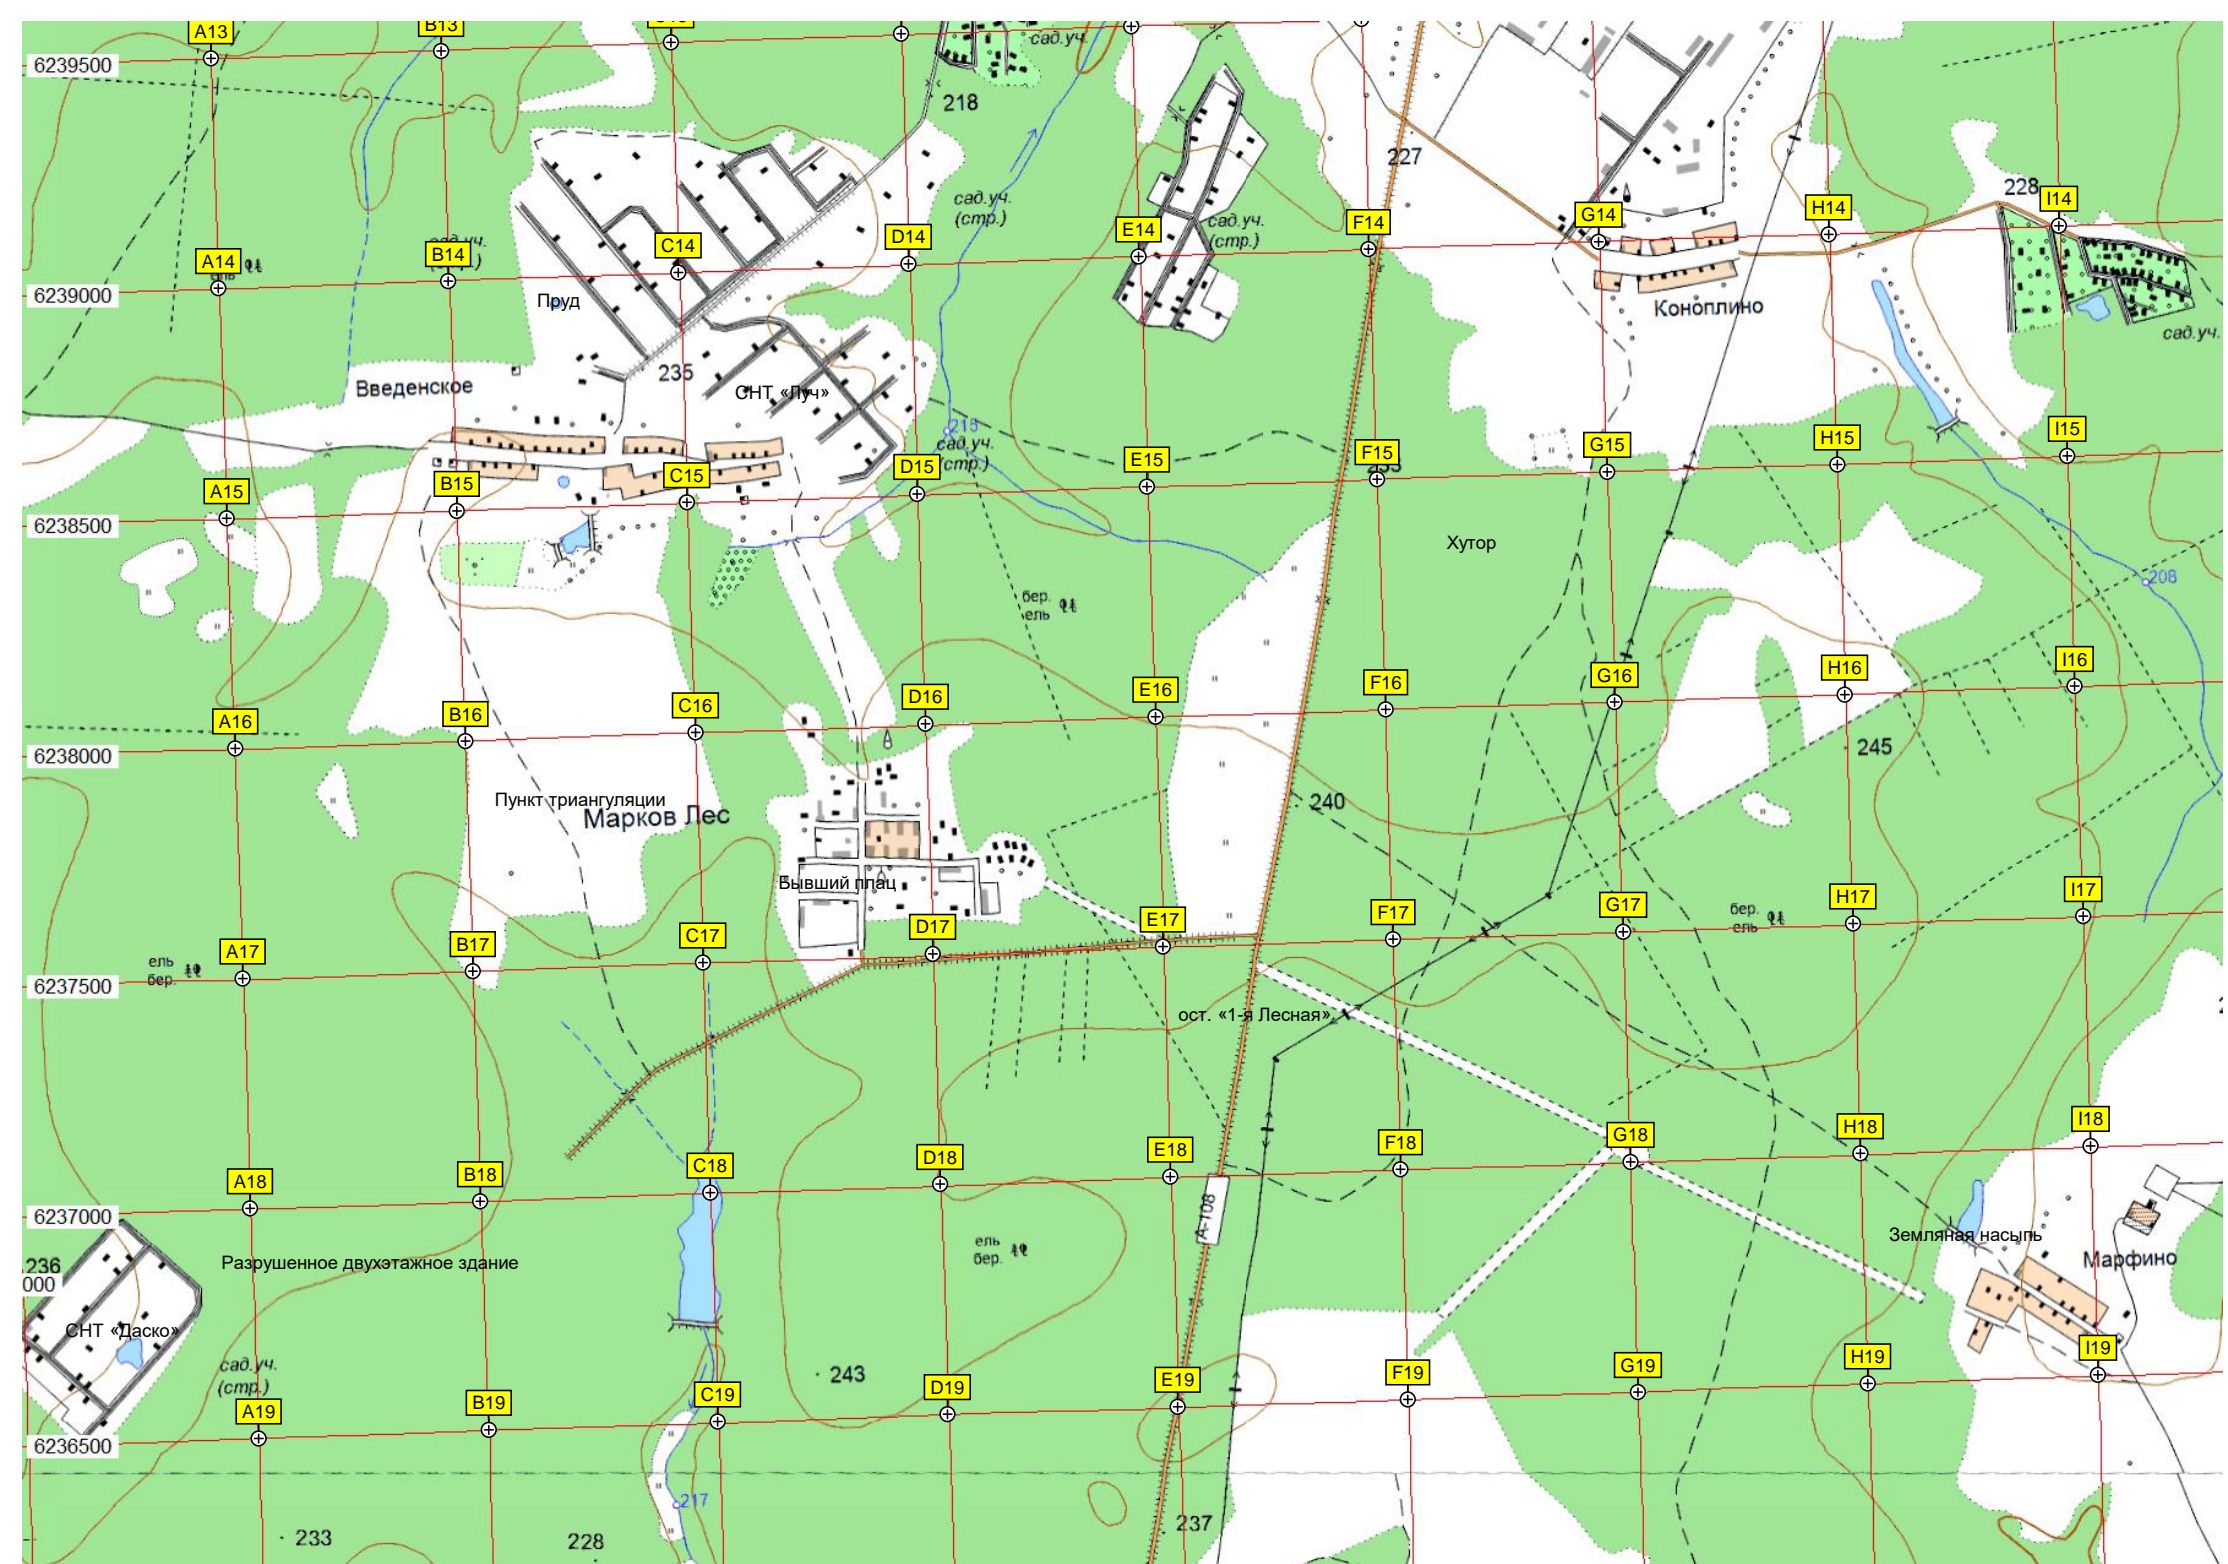 A13
B13
6239500
сад.уч.
218
227
сад.уч.
(стр.)
сад.уч.
(стр.)
228
I14
H14
G14
F14
E14
D14
C14
B14
A14
6239000
Пруд
Коноплино
сад.уч.
235
Введенское
СНТ «Луч»
215
сад.уч.
(стр.)
I15
H15
G15
F15
E15
D15
C15
B15
A15
6238500
Хутор
208
бер.
ель
I16
H16
G16
F16
E16
D16
C16
B16
A16
6238000
245
240
Пункт триангуляции
Марков Лес
Бывший плац
I17
H17
G17
F17
E17
D17
C17
B17
A17
бер.
ель
ель
бер.
6237500
ост. «1-я Лесная»
I18
H18
G18
F18
E18
D18
C18
B18
A18
6237000
А-108
Земляная насыпь
Марфино
ель
бер.
Разрушенное двухэтажное здание
236
000
СНТ «Даско»
сад.уч.
(стр.)
243
I19
H19
G19
F19
E19
D19
C19
B19
A19
6236500
217
237
233
228